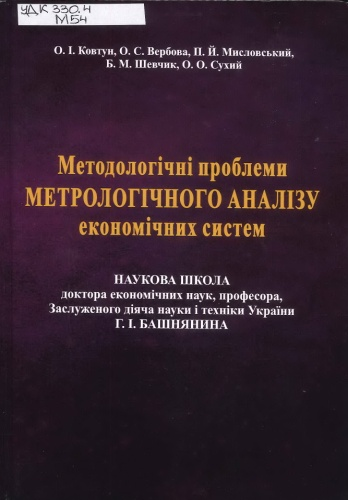 УДК 330.4
М54
О. І. Ковтун, О. С. Вербова, П. Й. Мисловський,
Б. М. Шевчик, О. О. Сухий
Методологічні проблеми
МЕТРОЛОГІЧНОГО АНАЛІЗУ
економічних систем
НАУКОВА ШКОЛА
доктора економічних наук, професора,
Заслуженого діяча науки і техніки України
Г. І. БАШНЯНИНА